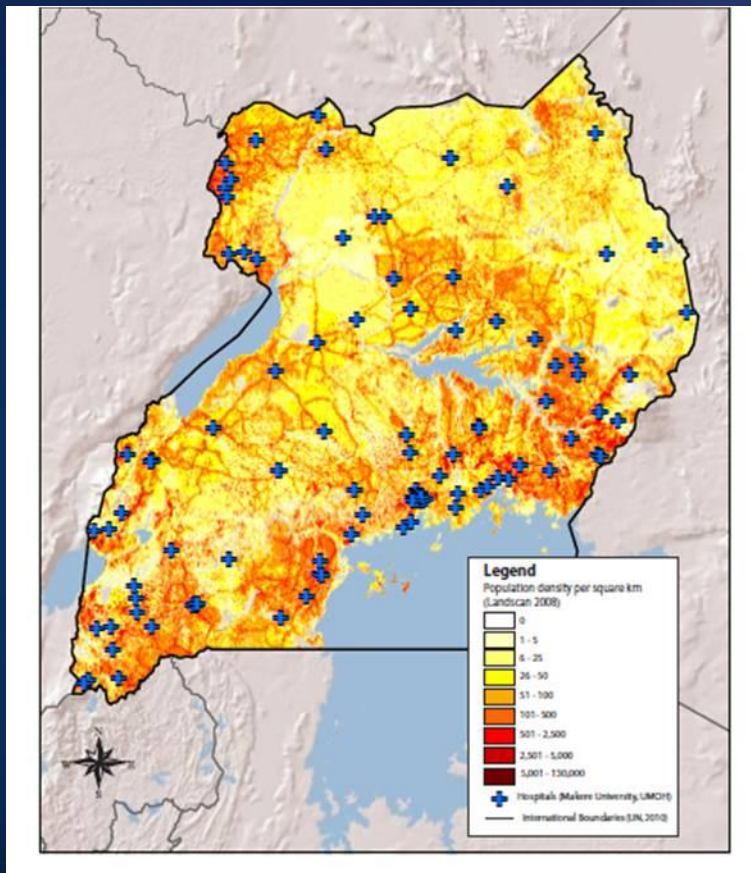 Legend
Population density per square km
(Landscan 2008)
0
1 - 5
6 - 25
26 - 50
51 - 100
101 - 500
501 - 2,500
2,501 - 5,000
5,001 - 130,000
Hospitals (Makere University, UMOH)
International Boundaries (UN, 2010)
N
W
E
S